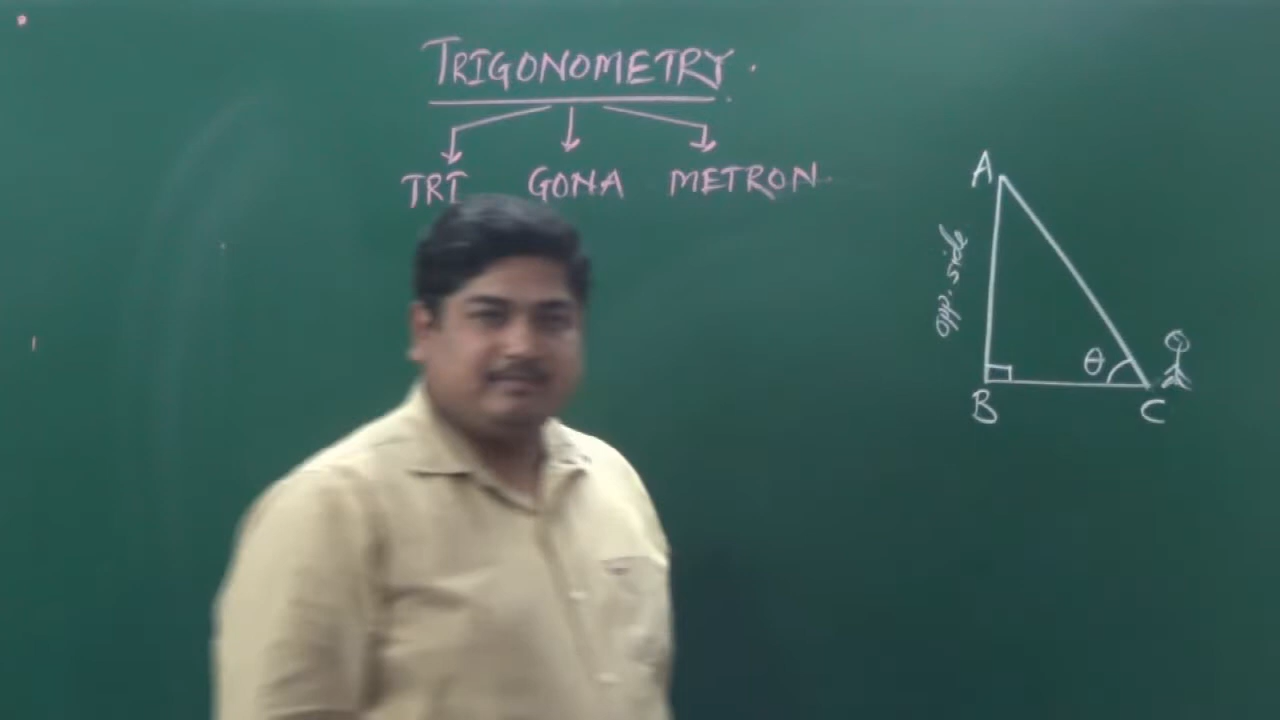 TRIGONOMETRY.
TRI GONA METRON
A
opp. side
θ
B C